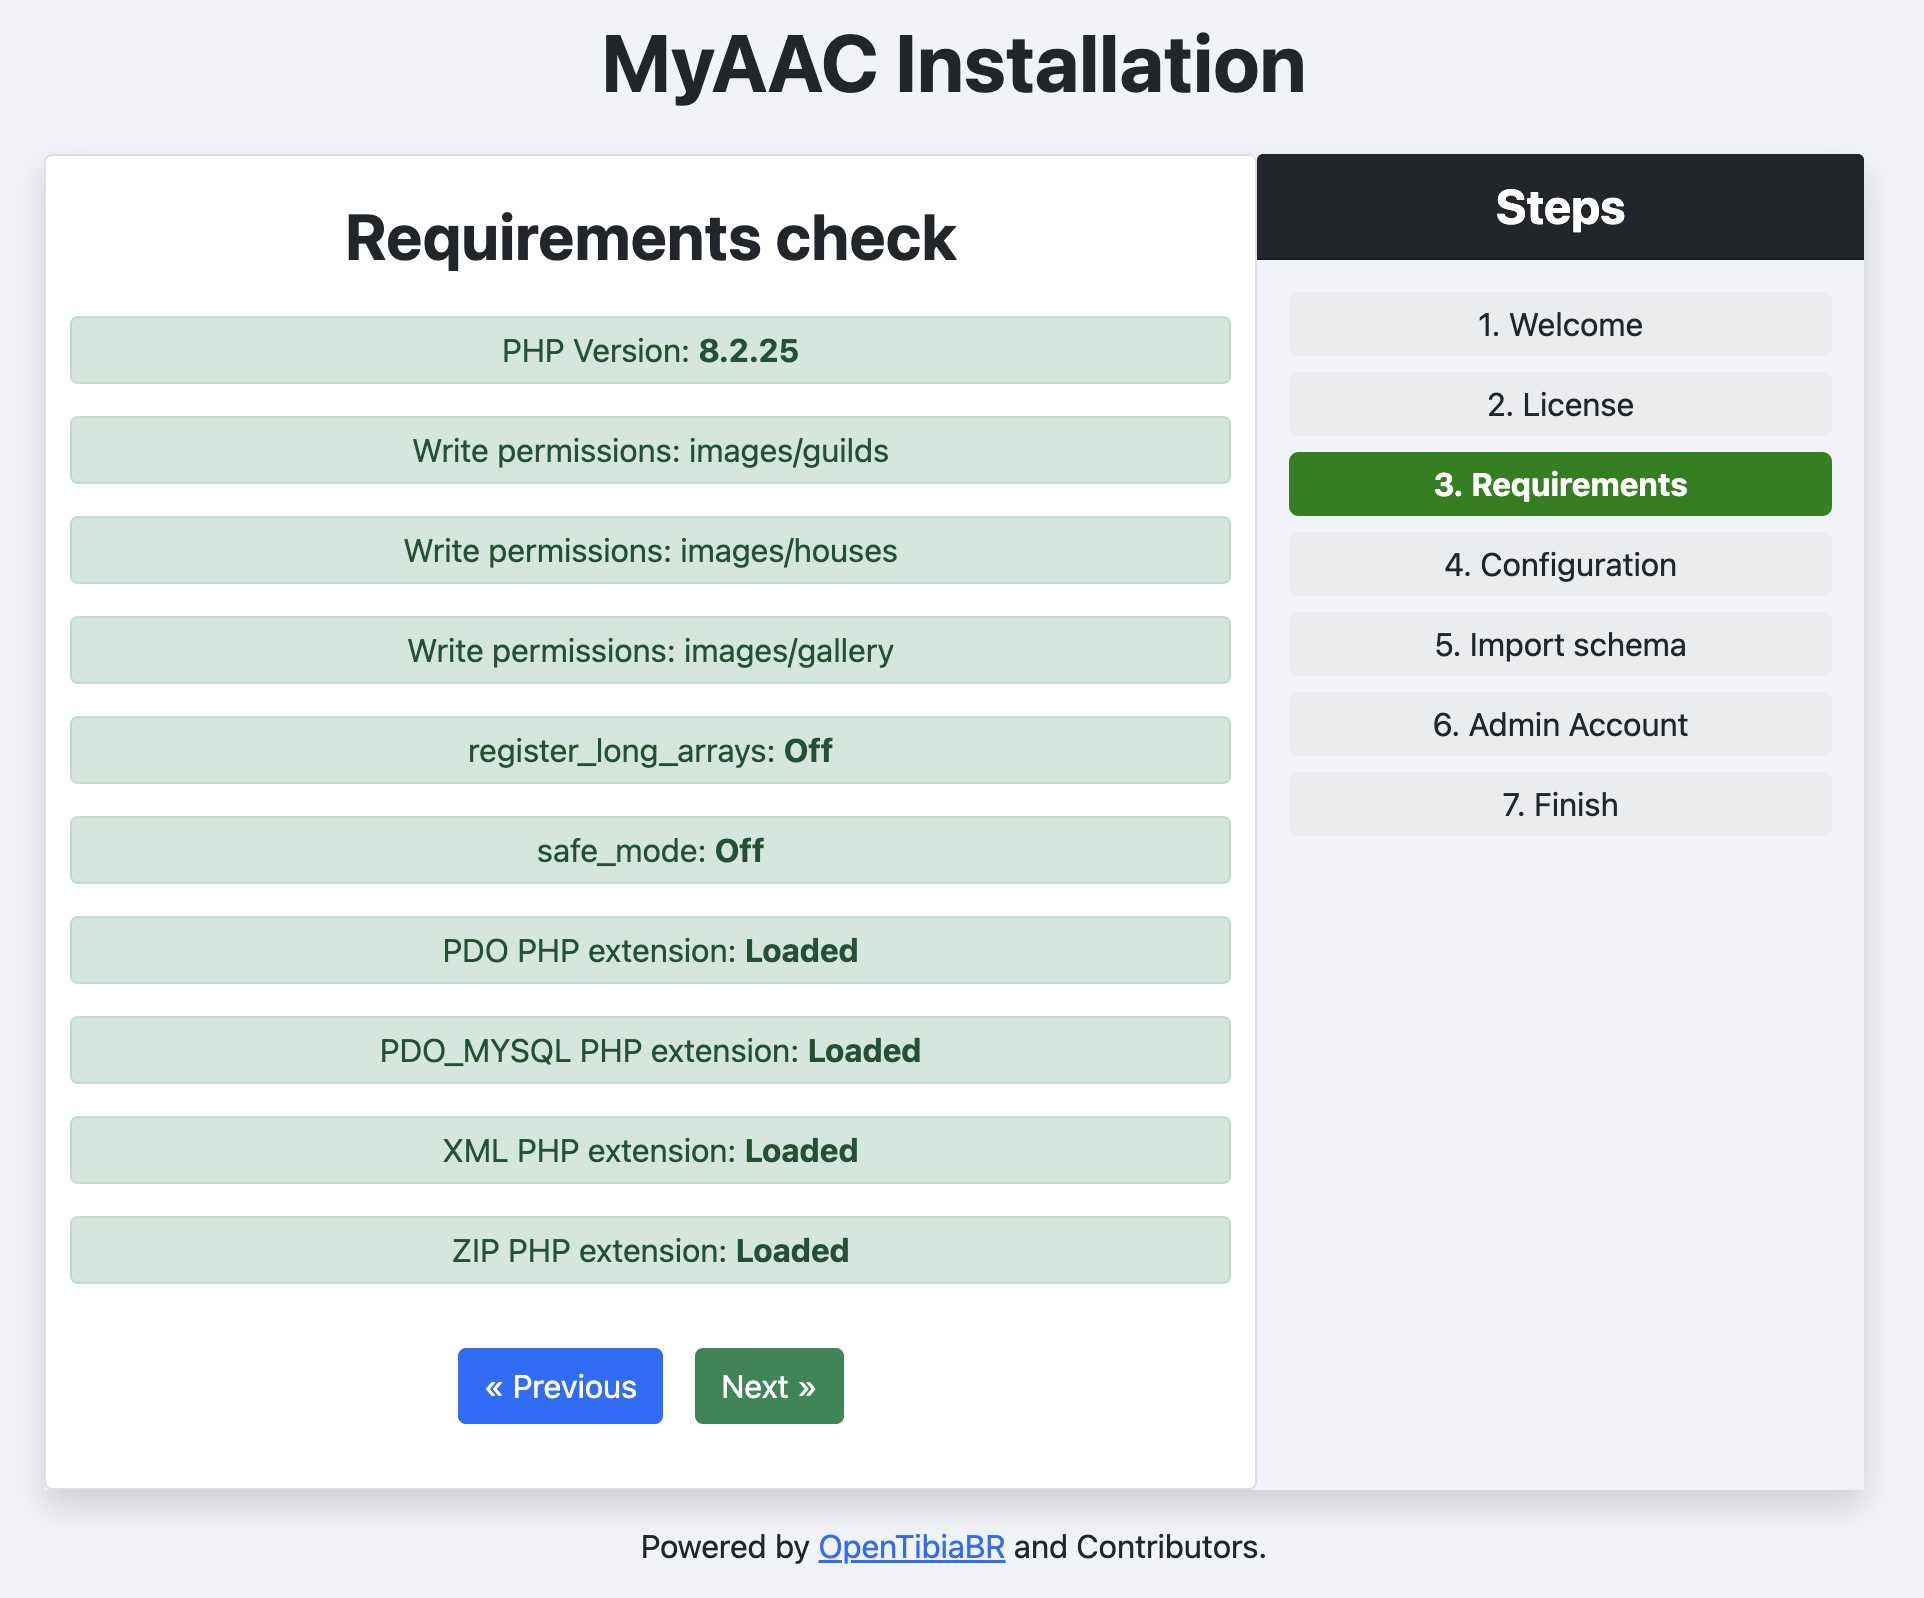 MyAAC Installation
Requirements check
PHP Version: 8.2.25
Write permissions: images/guilds
Write permissions: images/houses
Write permissions: images/gallery
register_long_arrays: Off
safe_mode: Off
PDO PHP extension: Loaded
PDO_MYSQL PHP extension: Loaded
XML PHP extension: Loaded
ZIP PHP extension: Loaded
« Previous
Next »
Steps
1. Welcome
2. License
3. Requirements
4. Configuration
5. Import schema
6. Admin Account
7. Finish
Powered by OpenTibiaBR and Contributors.